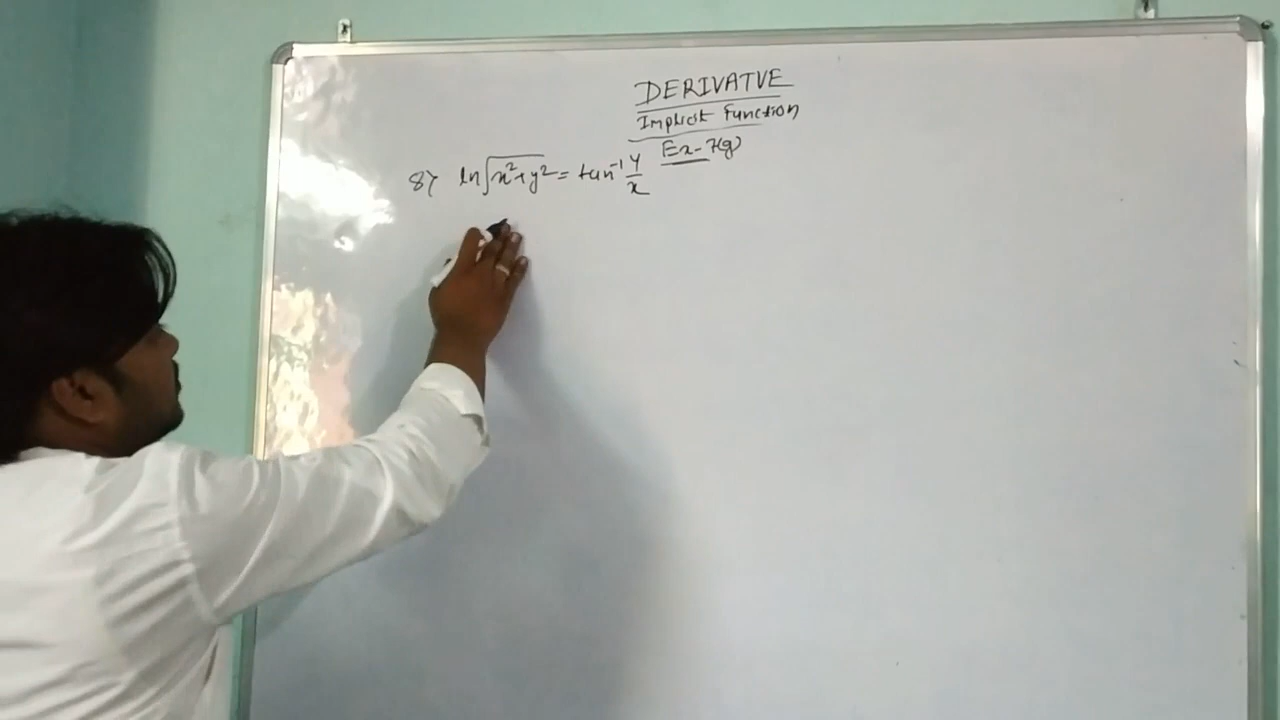 DERIVATVE
Implicit Function
Ex-7(g)
8) ln√x²+y² = tan⁻¹ y/x